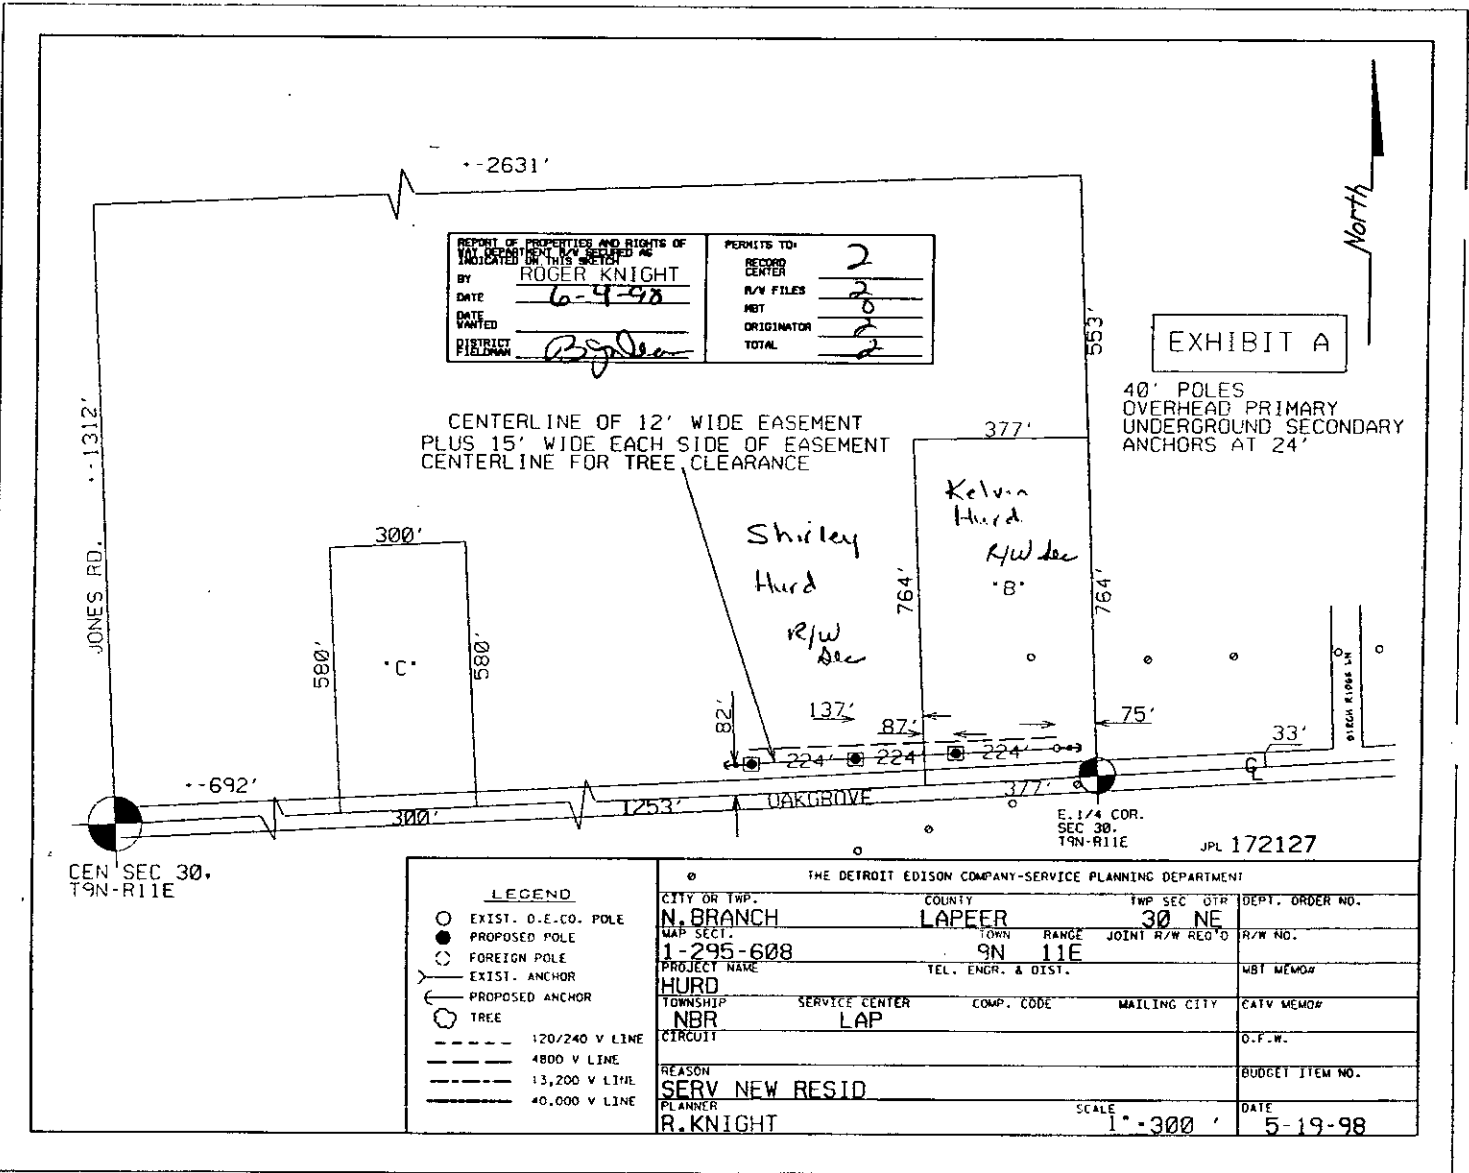 +-2631'
North
REPORT OF PROPERTIES AND RIGHTS OF
WAY DEPARTMENT R/W SECURED AS
INDICATED ON THIS SKETCH
BY ROGER KNIGHT
DATE 6-9-98
DATE
WANTED
DISTRICT
FIELDMAN
PERMITS TO:
RECORD
CENTER 2
R/W FILES 2
MBT 0
ORIGINATOR 2
TOTAL 2
553'
EXHIBIT A
40' POLES
OVERHEAD PRIMARY
UNDERGROUND SECONDARY
ANCHORS AT 24'
+-1312'
JONES RD.
CENTERLINE OF 12' WIDE EASEMENT
PLUS 15' WIDE EACH SIDE OF EASEMENT
CENTERLINE FOR TREE CLEARANCE
377'
Kelvin
Hurd
R/W Sec
"B"
Shirley
Hurd
R/W
Sec
764'
764'
300'
580'
"C"
580'
82'
137'
87'
75'
33'
BIRCH RIDGE LN
224'
224'
224'
+-692'
300'
1253'
OAKGROVE
377'
CL
CEN SEC 30,
T9N-R11E
E.1/4 COR.
SEC 30,
T9N-R11E
JPL 172127
LEGEND
EXIST. D.E.CO. POLE
PROPOSED POLE
FOREIGN POLE
EXIST. ANCHOR
PROPOSED ANCHOR
TREE
120/240 V LINE
4800 V LINE
13,200 V LINE
40,000 V LINE
THE DETROIT EDISON COMPANY-SERVICE PLANNING DEPARTMENT
CITY OR TWP. COUNTY TWP SEC QTR DEPT. ORDER NO.
N.BRANCH LAPEER 30 NE
MAP SECT. TOWN RANGE JOINT R/W REQ'D R/W NO.
1-295-608 9N 11E
PROJECT NAME TEL. ENGR. & DIST. MBT MEMO#
HURD
TOWNSHIP SERVICE CENTER COMP. CODE MAILING CITY CATV MEMO#
NBR LAP
CIRCUIT O.F.W.
REASON BUDGET ITEM NO.
SERV NEW RESID
PLANNER SCALE DATE
R.KNIGHT 1"-300 ' 5-19-98